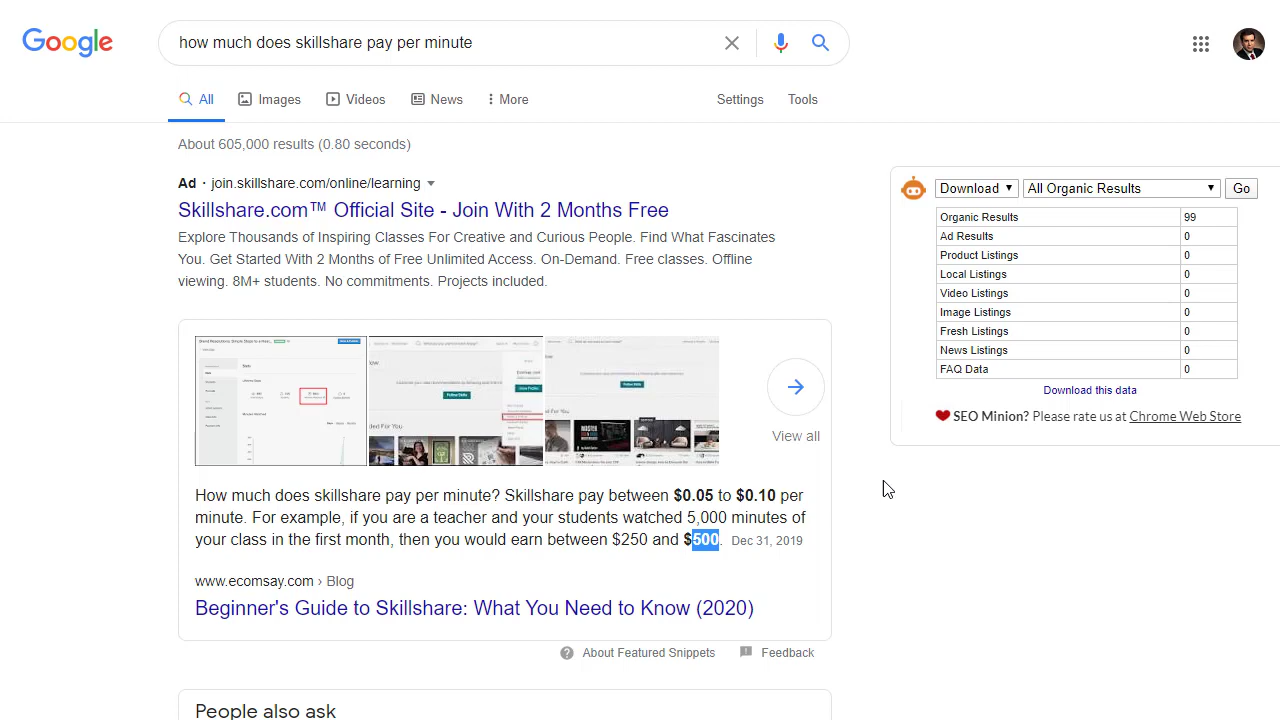 Google
how much does skillshare pay per minute
All
Images
Videos
News
More
Settings
Tools
About 605,000 results (0.80 seconds)
Ad · join.skillshare.com/online/learning
Skillshare.com™ Official Site - Join With 2 Months Free
Explore Thousands of Inspiring Classes For Creative and Curious People. Find What Fascinates
You. Get Started With 2 Months of Free Unlimited Access. On-Demand. Free classes. Offline
viewing. 8M+ students. No commitments. Projects included.
View all
How much does skillshare pay per minute? Skillshare pay between $0.05 to $0.10 per
minute. For example, if you are a teacher and your students watched 5,000 minutes of
your class in the first month, then you would earn between $250 and $500. Dec 31, 2019
www.ecomsay.com › Blog
Beginner's Guide to Skillshare: What You Need to Know (2020)
About Featured Snippets
Feedback
People also ask
Download
All Organic Results
Go
Organic Results 99
Ad Results 0
Product Listings 0
Local Listings 0
Video Listings 0
Image Listings 0
Fresh Listings 0
News Listings 0
FAQ Data 0
Download this data
SEO Minion? Please rate us at Chrome Web Store